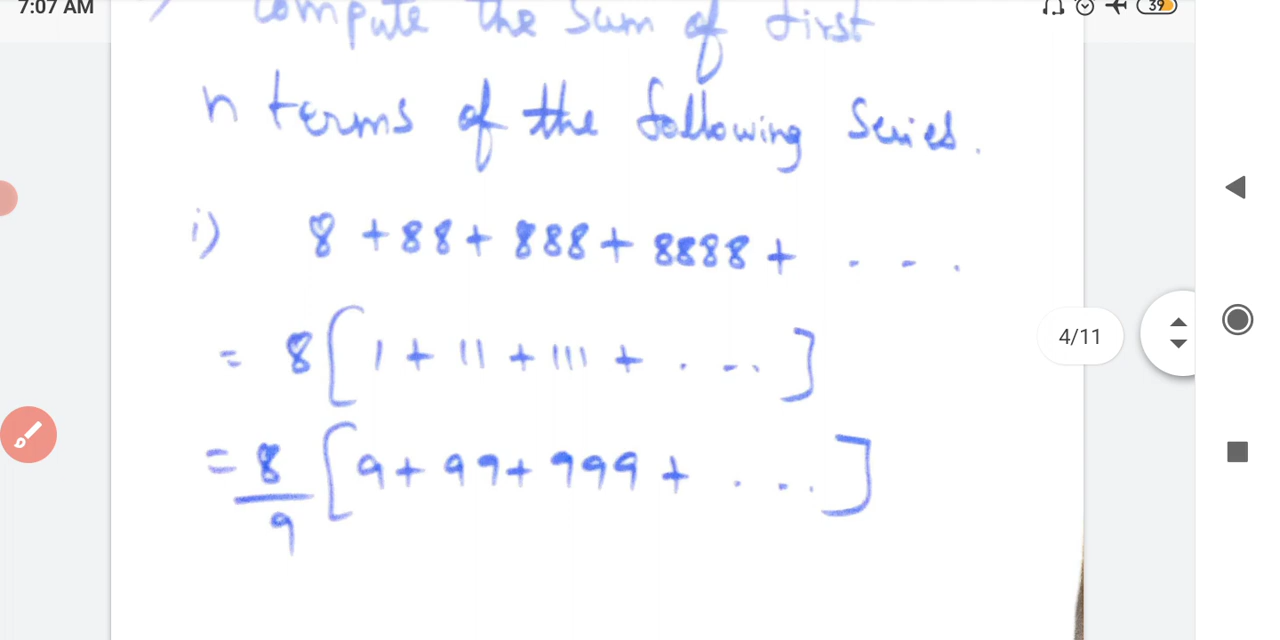 7:07 AM
39
compute the sum of first
n terms of the following series.
i) 8 + 88 + 888 + 8888 + . . .
= 8 [ 1 + 11 + 111 + . . . . ]
4/11
= 8/9 [ 9 + 99 + 999 + . . . . ]